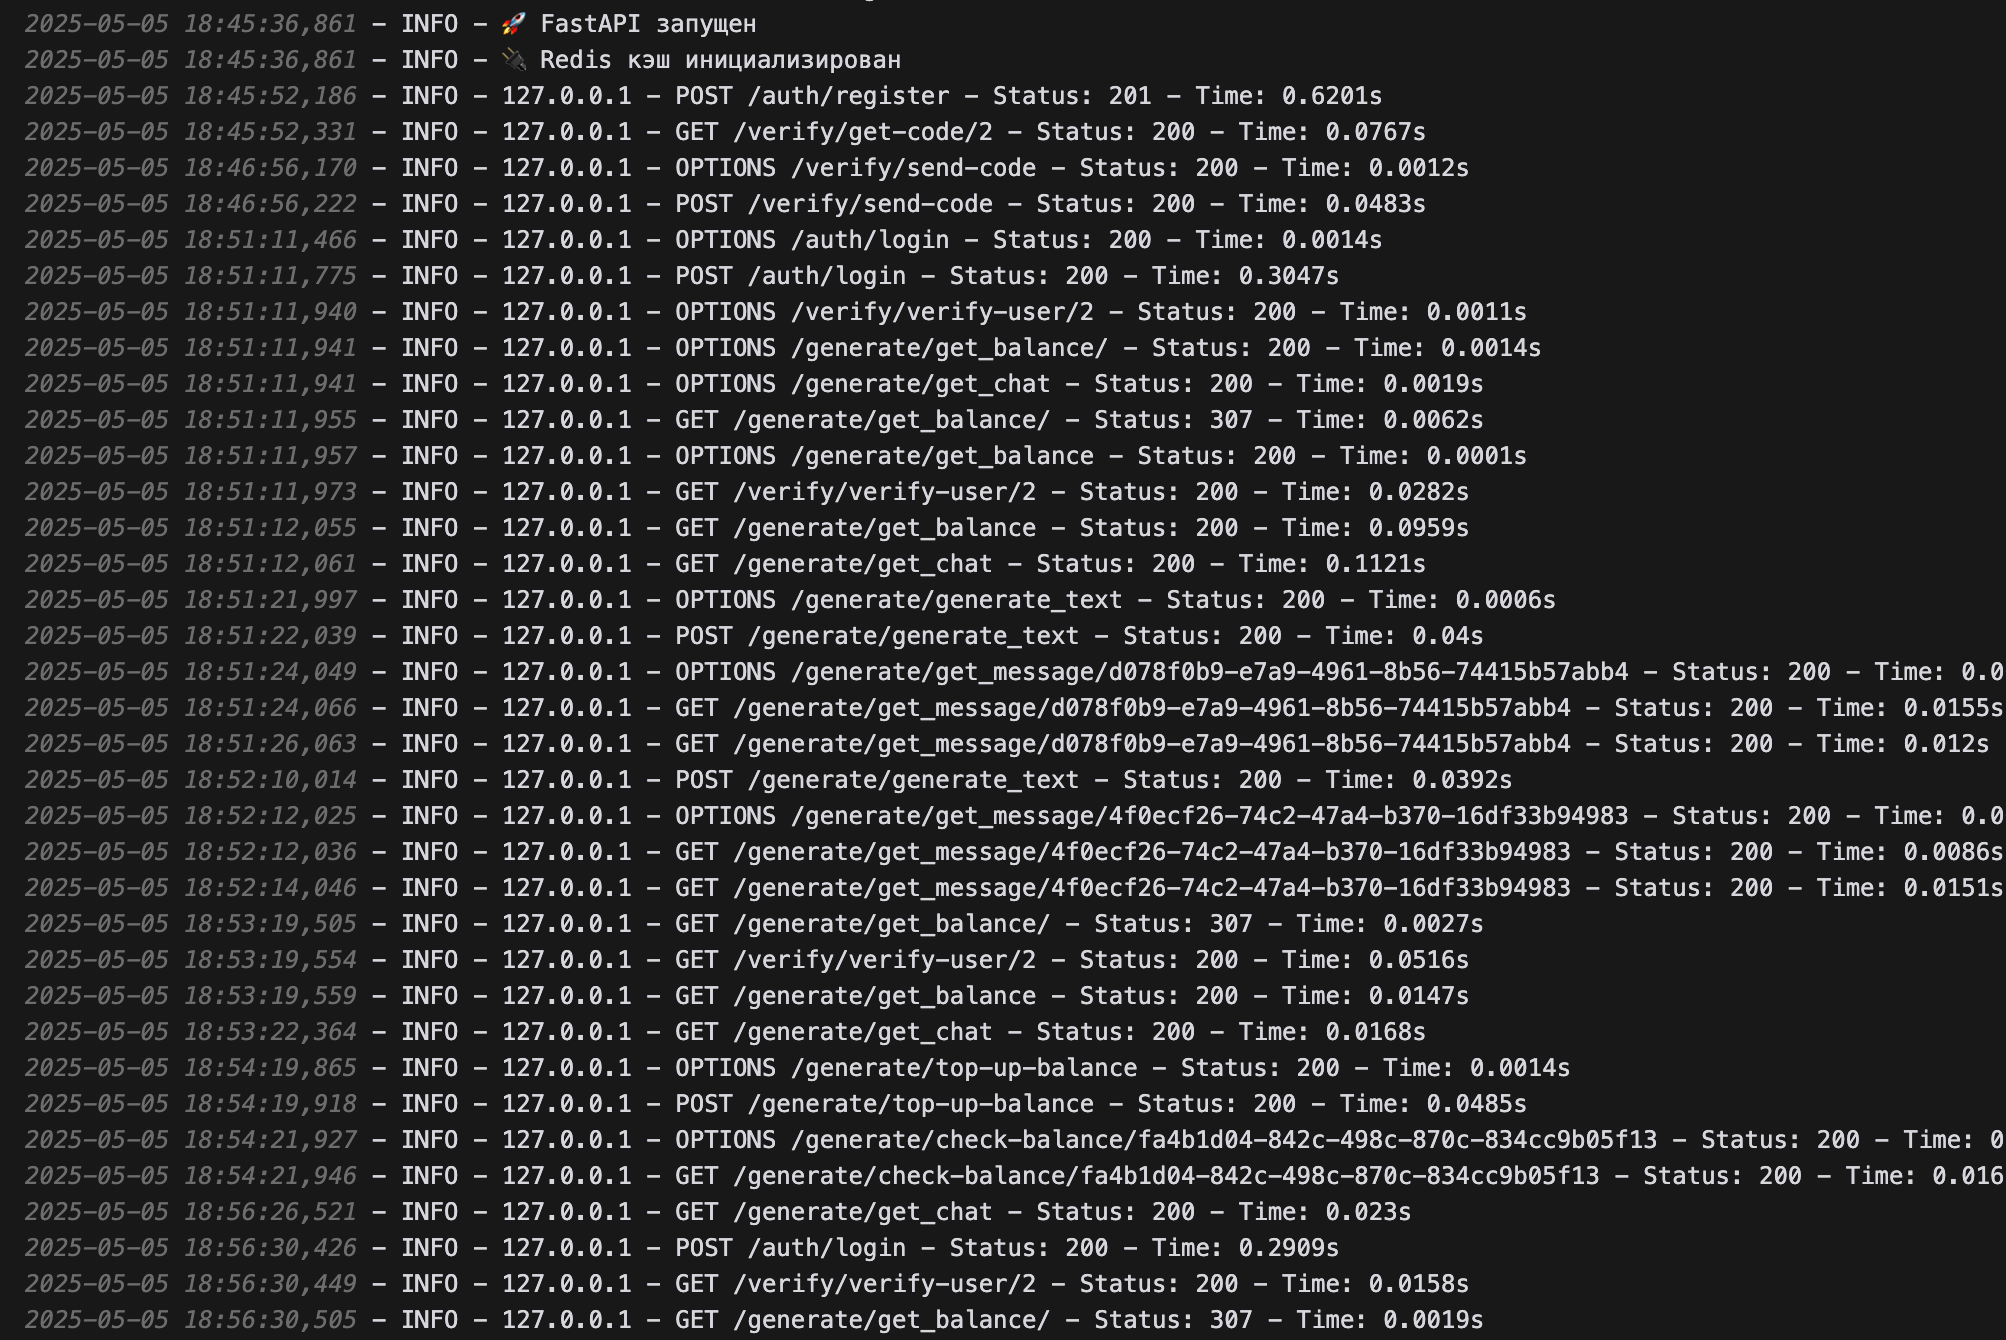 2025-05-05 18:45:36,861 - INFO - 🚀 FastAPI запущен
2025-05-05 18:45:36,861 - INFO - 🔌 Redis кэш инициализирован
2025-05-05 18:45:52,186 - INFO - 127.0.0.1 - POST /auth/register - Status: 201 - Time: 0.6201s
2025-05-05 18:45:52,331 - INFO - 127.0.0.1 - GET /verify/get-code/2 - Status: 200 - Time: 0.0767s
2025-05-05 18:46:56,170 - INFO - 127.0.0.1 - OPTIONS /verify/send-code - Status: 200 - Time: 0.0012s
2025-05-05 18:46:56,222 - INFO - 127.0.0.1 - POST /verify/send-code - Status: 200 - Time: 0.0483s
2025-05-05 18:51:11,466 - INFO - 127.0.0.1 - OPTIONS /auth/login - Status: 200 - Time: 0.0014s
2025-05-05 18:51:11,775 - INFO - 127.0.0.1 - POST /auth/login - Status: 200 - Time: 0.3047s
2025-05-05 18:51:11,940 - INFO - 127.0.0.1 - OPTIONS /verify/verify-user/2 - Status: 200 - Time: 0.0011s
2025-05-05 18:51:11,941 - INFO - 127.0.0.1 - OPTIONS /generate/get_balance/ - Status: 200 - Time: 0.0014s
2025-05-05 18:51:11,941 - INFO - 127.0.0.1 - OPTIONS /generate/get_chat - Status: 200 - Time: 0.0019s
2025-05-05 18:51:11,955 - INFO - 127.0.0.1 - GET /generate/get_balance/ - Status: 307 - Time: 0.0062s
2025-05-05 18:51:11,957 - INFO - 127.0.0.1 - OPTIONS /generate/get_balance - Status: 200 - Time: 0.0001s
2025-05-05 18:51:11,973 - INFO - 127.0.0.1 - GET /verify/verify-user/2 - Status: 200 - Time: 0.0282s
2025-05-05 18:51:12,055 - INFO - 127.0.0.1 - GET /generate/get_balance - Status: 200 - Time: 0.0959s
2025-05-05 18:51:12,061 - INFO - 127.0.0.1 - GET /generate/get_chat - Status: 200 - Time: 0.1121s
2025-05-05 18:51:21,997 - INFO - 127.0.0.1 - OPTIONS /generate/generate_text - Status: 200 - Time: 0.0006s
2025-05-05 18:51:22,039 - INFO - 127.0.0.1 - POST /generate/generate_text - Status: 200 - Time: 0.04s
2025-05-05 18:51:24,049 - INFO - 127.0.0.1 - OPTIONS /generate/get_message/d078f0b9-e7a9-4961-8b56-74415b57abb4 - Status: 200 - Time: 0.0
2025-05-05 18:51:24,066 - INFO - 127.0.0.1 - GET /generate/get_message/d078f0b9-e7a9-4961-8b56-74415b57abb4 - Status: 200 - Time: 0.0155s
2025-05-05 18:51:26,063 - INFO - 127.0.0.1 - GET /generate/get_message/d078f0b9-e7a9-4961-8b56-74415b57abb4 - Status: 200 - Time: 0.012s
2025-05-05 18:52:10,014 - INFO - 127.0.0.1 - POST /generate/generate_text - Status: 200 - Time: 0.0392s
2025-05-05 18:52:12,025 - INFO - 127.0.0.1 - OPTIONS /generate/get_message/4f0ecf26-74c2-47a4-b370-16df33b94983 - Status: 200 - Time: 0.0
2025-05-05 18:52:12,036 - INFO - 127.0.0.1 - GET /generate/get_message/4f0ecf26-74c2-47a4-b370-16df33b94983 - Status: 200 - Time: 0.0086s
2025-05-05 18:52:14,046 - INFO - 127.0.0.1 - GET /generate/get_message/4f0ecf26-74c2-47a4-b370-16df33b94983 - Status: 200 - Time: 0.0151s
2025-05-05 18:53:19,505 - INFO - 127.0.0.1 - GET /generate/get_balance/ - Status: 307 - Time: 0.0027s
2025-05-05 18:53:19,554 - INFO - 127.0.0.1 - GET /verify/verify-user/2 - Status: 200 - Time: 0.0516s
2025-05-05 18:53:19,559 - INFO - 127.0.0.1 - GET /generate/get_balance - Status: 200 - Time: 0.0147s
2025-05-05 18:53:22,364 - INFO - 127.0.0.1 - GET /generate/get_chat - Status: 200 - Time: 0.0168s
2025-05-05 18:54:19,865 - INFO - 127.0.0.1 - OPTIONS /generate/top-up-balance - Status: 200 - Time: 0.0014s
2025-05-05 18:54:19,918 - INFO - 127.0.0.1 - POST /generate/top-up-balance - Status: 200 - Time: 0.0485s
2025-05-05 18:54:21,927 - INFO - 127.0.0.1 - OPTIONS /generate/check-balance/fa4b1d04-842c-498c-870c-834cc9b05f13 - Status: 200 - Time: 0
2025-05-05 18:54:21,946 - INFO - 127.0.0.1 - GET /generate/check-balance/fa4b1d04-842c-498c-870c-834cc9b05f13 - Status: 200 - Time: 0.016
2025-05-05 18:56:26,521 - INFO - 127.0.0.1 - GET /generate/get_chat - Status: 200 - Time: 0.023s
2025-05-05 18:56:30,426 - INFO - 127.0.0.1 - POST /auth/login - Status: 200 - Time: 0.2909s
2025-05-05 18:56:30,449 - INFO - 127.0.0.1 - GET /verify/verify-user/2 - Status: 200 - Time: 0.0158s
2025-05-05 18:56:30,505 - INFO - 127.0.0.1 - GET /generate/get_balance/ - Status: 307 - Time: 0.0019s